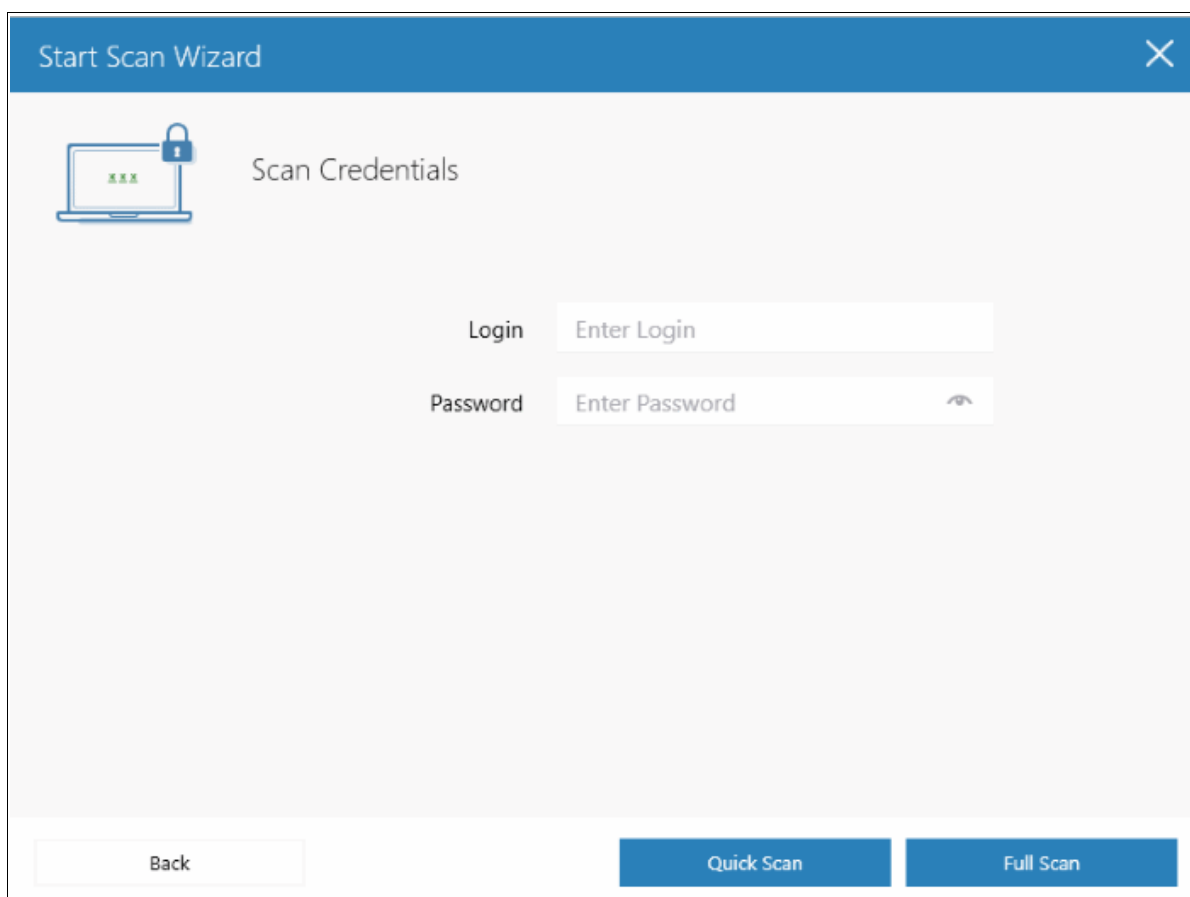 Start Scan Wizard
xxx
Scan Credentials
Login Enter Login
Password Enter Password
Back Quick Scan Full Scan